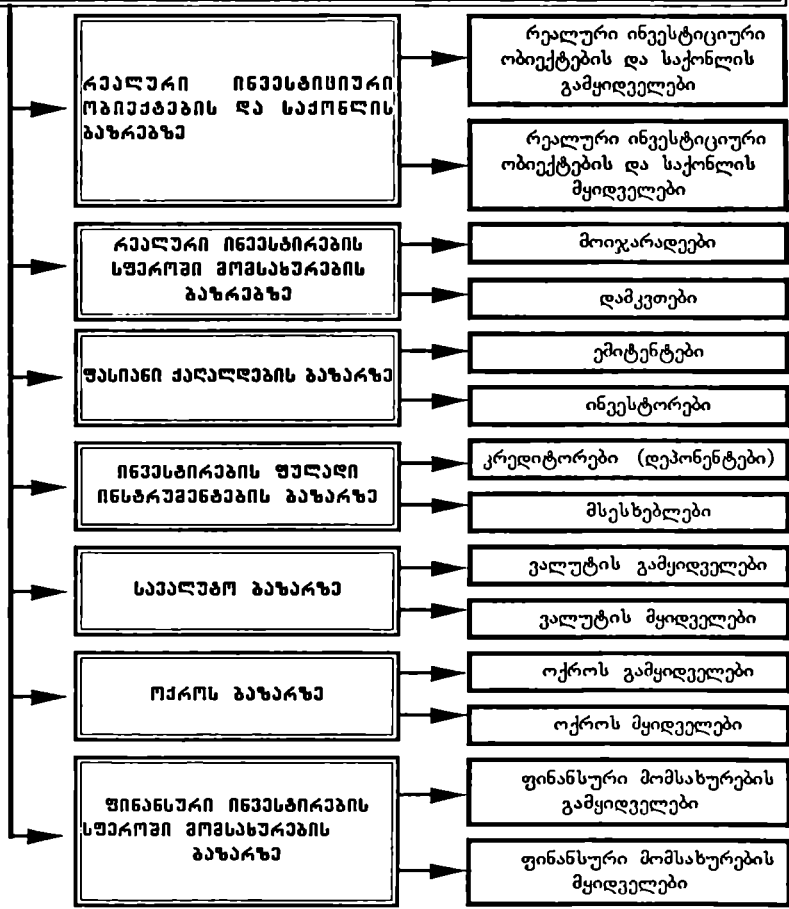 რეალური ინვესტიციური
ობიექტების და საქონლის
ბაზრებზე
რეალური ინვესტიციური
ობიექტების და საქონლის
გამყიდველები
რეალური ინვესტიციური
ობიექტების და საქონლის
მყიდველები
რეალური ინვესტირების
სფეროში მომსახურების
ბაზრებზე
მოიჯარადეები
დამკვთები
ფასიანი ქაღალდების ბაზარზე
ემიტენტები
ინვესტორები
ინვესტირების ფულადი
ინსტრუმენტების ბაზარზე
კრედიტორები (დეპონენტები)
მსესხებლები
სავალუტო ბაზარზე
ვალუტის გამყიდველები
ვალუტის მყიდველები
ოქროს ბაზარზე
ოქროს გამყიდველები
ოქროს მყიდველები
ფინანსური ინვესტირების
სფეროში მომსახურების
ბაზარზე
ფინანსური მომსახურების
გამყიდველები
ფინანსური მომსახურების
მყიდველები